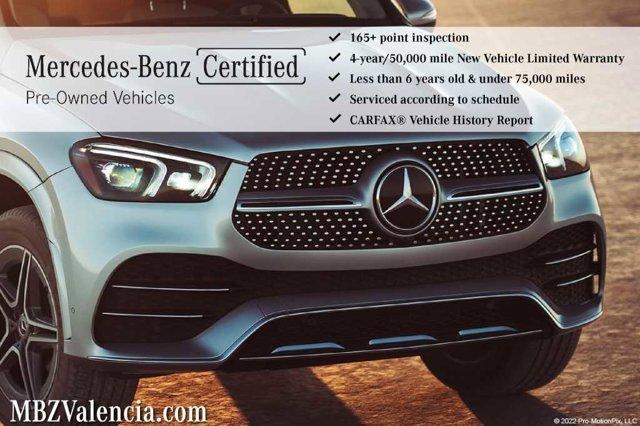 Mercedes-Benz Certified
Pre-Owned Vehicles
165+ point inspection
4-year/50,000 mile New Vehicle Limited Warranty
Less than 6 years old & under 75,000 miles
Serviced according to schedule
CARFAX® Vehicle History Report
MBZValencia.com
© 2022 Pro-MotionPix, LLC